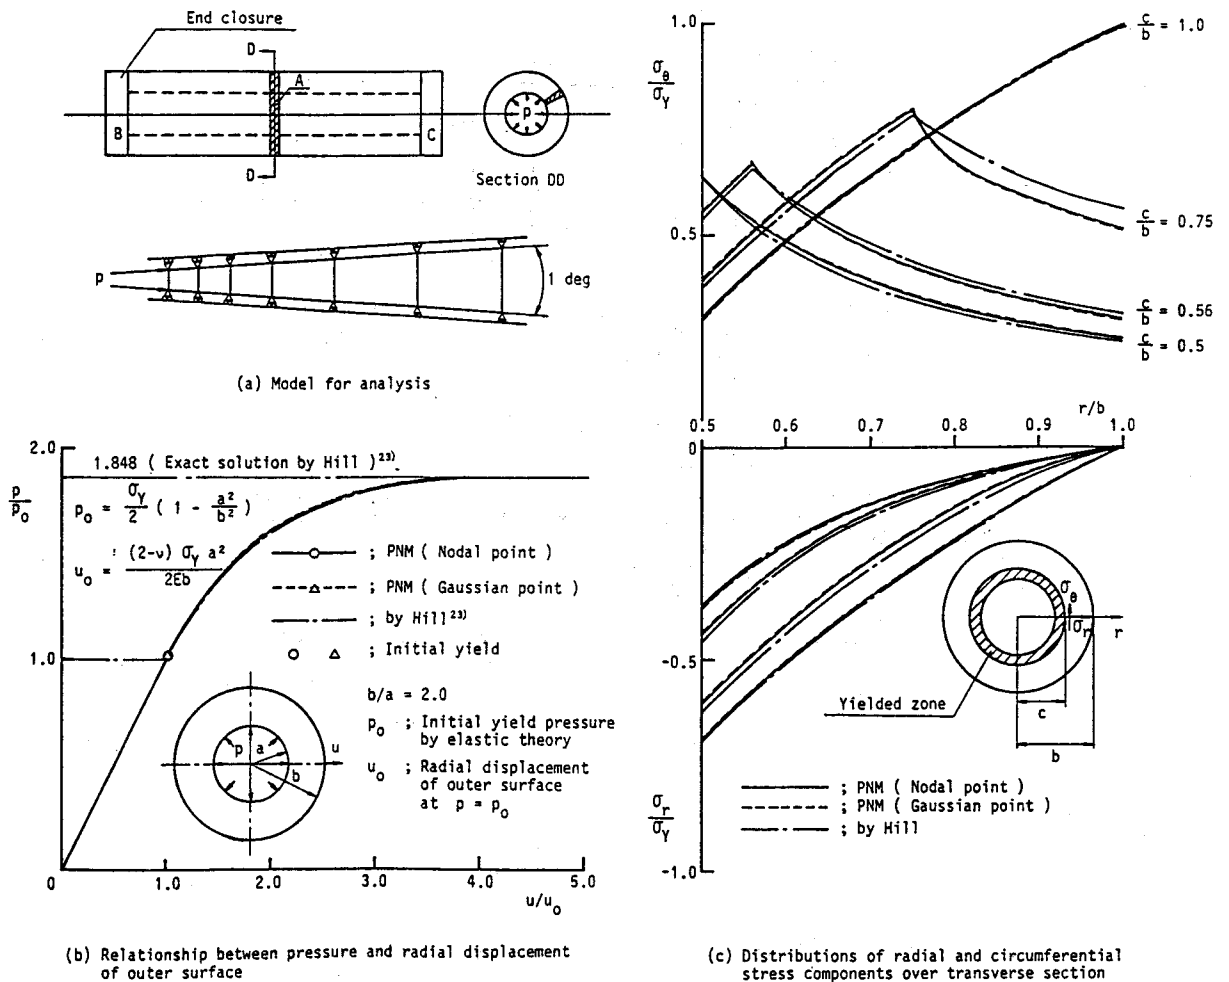 End closure
D
A
B
C
D
p
Section DD
p
1 deg
(a) Model for analysis
2.0
p/p₀
1.848 ( Exact solution by Hill )²³⁾
p₀ = σY/2 ( 1 - a²/b² )
u₀ = (2-ν) σY a²/2Eb
; PNM ( Nodal point )
; PNM ( Gaussian point )
; by Hill²³⁾
; Initial yield
1.0
b/a = 2.0
p₀ ; Initial yield pressure
by elastic theory
u₀ ; Radial displacement
of outer surface
at p = p₀
p
a
b
u
0
1.0
2.0
3.0
4.0
5.0
u/u₀
(b) Relationship between pressure and radial displacement
of outer surface
1.0
σθ/σY
0.5
c/b = 1.0
c/b = 0.75
c/b = 0.56
c/b = 0.5
r/b
0.5
0.6
0.7
0.8
0.9
1.0
0
-0.5
σθ
σr
r
Yielded zone
c
b
σr/σY
; PNM ( Nodal point )
; PNM ( Gaussian point )
; by Hill
-1.0
(c) Distributions of radial and circumferential
stress components over transverse section